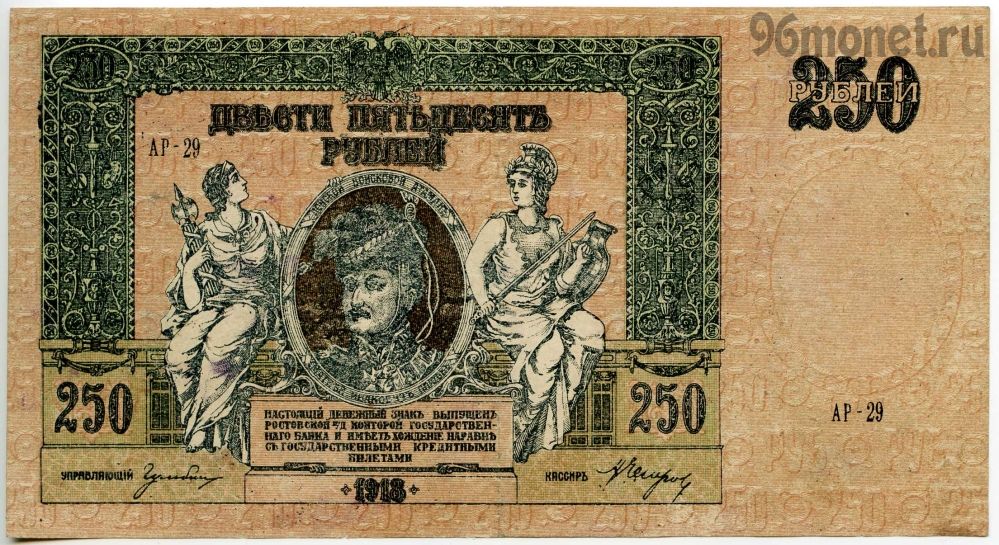 96monet.ru
250
250
250
РУБЛЕЙ
ДВѢСТИ ПЯТЬДЕСЯТЪ
РУБЛЕЙ
АР - 29
250
250
АР - 29
НАСТОЯЩІЙ ДЕНЕЖНЫЙ ЗНАКЪ ВЫПУЩЕНЪ
РОСТОВСКОЙ н/Д КОНТОРОЙ ГОСУДАРСТВЕН-
НАГО БАНКА И ИМѢЕТЪ ХОЖДЕНІЕ НАРАВНѢ
СЪ ГОСУДАРСТВЕННЫМИ КРЕДИТНЫМИ
БИЛЕТАМИ
УПРАВЛЯЮЩІЙ
КАССИРЪ
1918